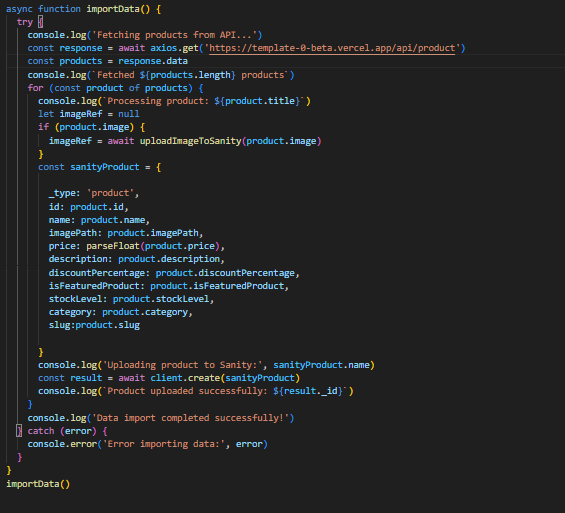 async function importData() {
  try {
    console.log('Fetching products from API...')
    const response = await axios.get('https://template-0-beta.vercel.app/api/product')
    const products = response.data
    console.log(`Fetched ${products.length} products`)
    for (const product of products) {
      console.log(`Processing product: ${product.title}`)
      let imageRef = null
      if (product.image) {
        imageRef = await uploadImageToSanity(product.image)
      }
      const sanityProduct = {
        _type: 'product',
        id: product.id,
        name: product.name,
        imagePath: product.imagePath,
        price: parseFloat(product.price),
        description: product.description,
        discountPercentage: product.discountPercentage,
        isFeaturedProduct: product.isFeaturedProduct,
        stockLevel: product.stockLevel,
        category: product.category,
        slug:product.slug
      }
      console.log('Uploading product to Sanity:', sanityProduct.name)
      const result = await client.create(sanityProduct)
      console.log(`Product uploaded successfully: ${result._id}`)
    }
    console.log('Data import completed successfully!')
  } catch (error) {
    console.error('Error importing data:', error)
  }
}
importData()